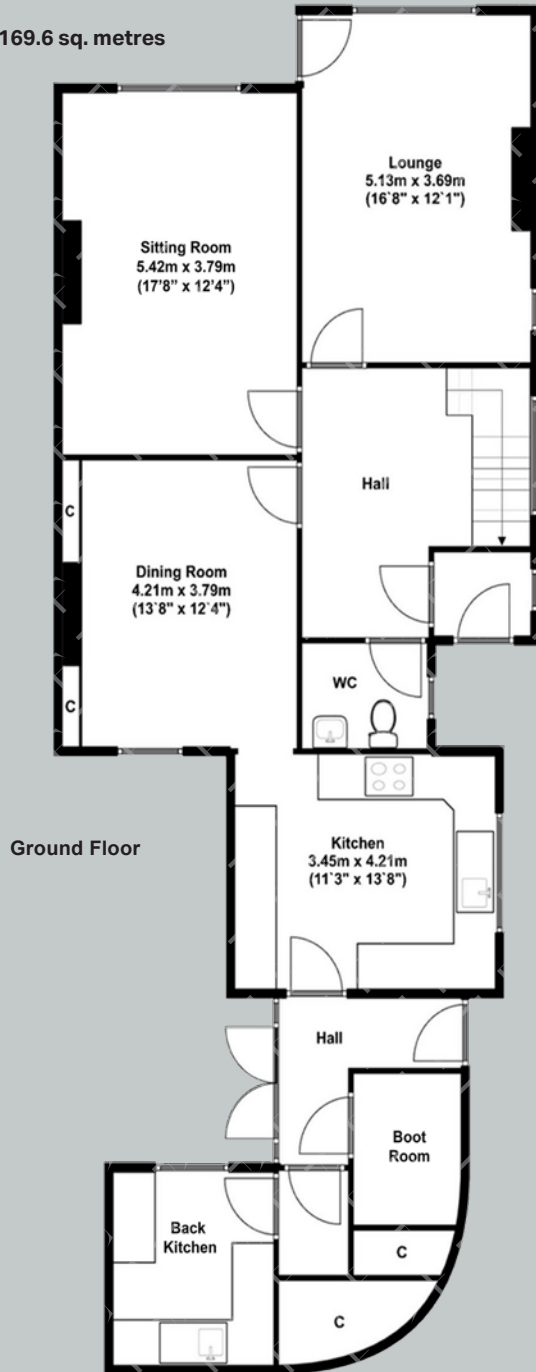 169.6 sq. metres
Lounge
5.13m x 3.69m
(16`8" x 12`1")
Sitting Room
5.42m x 3.79m
(17'8” x 12’4”)
Hall
C
Dining Room
4.21m x 3.79m
(13`8" x 12`4")
C
WC
Ground Floor
Kitchen
3.45m x 4.21m
(11`3" x 13`8")
Hall
Boot
Room
Back
Kitchen
C
C